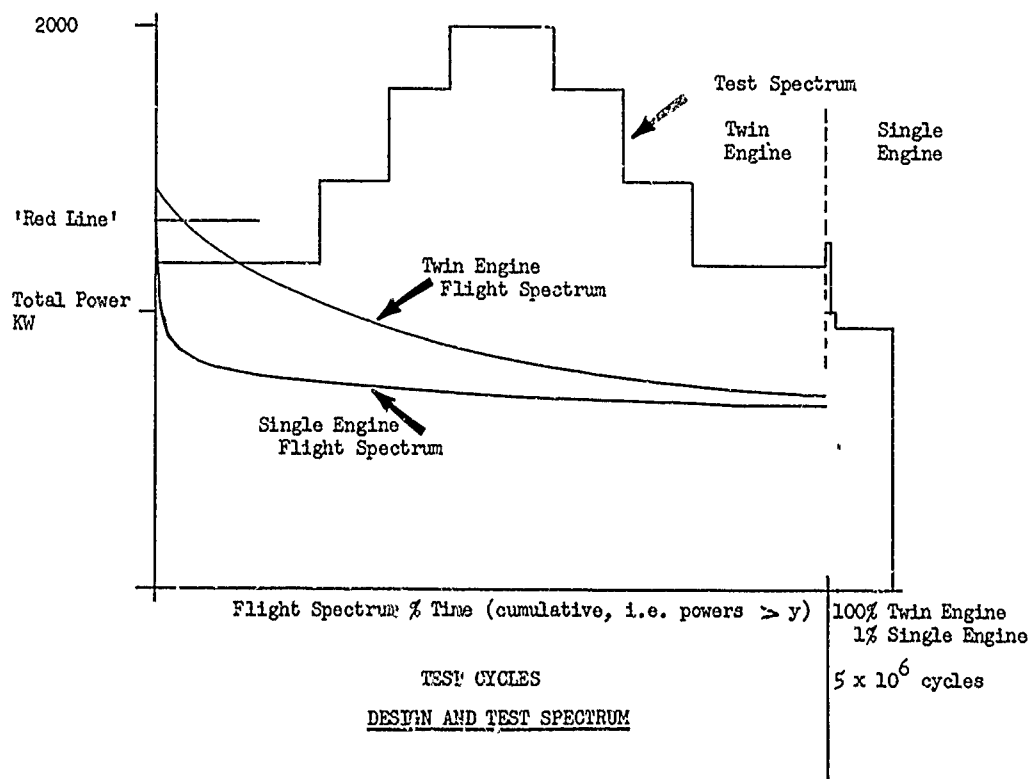 2000
Test Spectrum
Twin
Engine
Single
Engine
'Red Line'
Twin Engine
Flight Spectrum
Total Power
KW
Single Engine
Flight Spectrum
Flight Spectrum % Time (cumulative, i.e. powers > y)
100% Twin Engine
1% Single Engine
5 x 10^6 cycles
TEST CYCLES
DESIGN AND TEST SPECTRUM